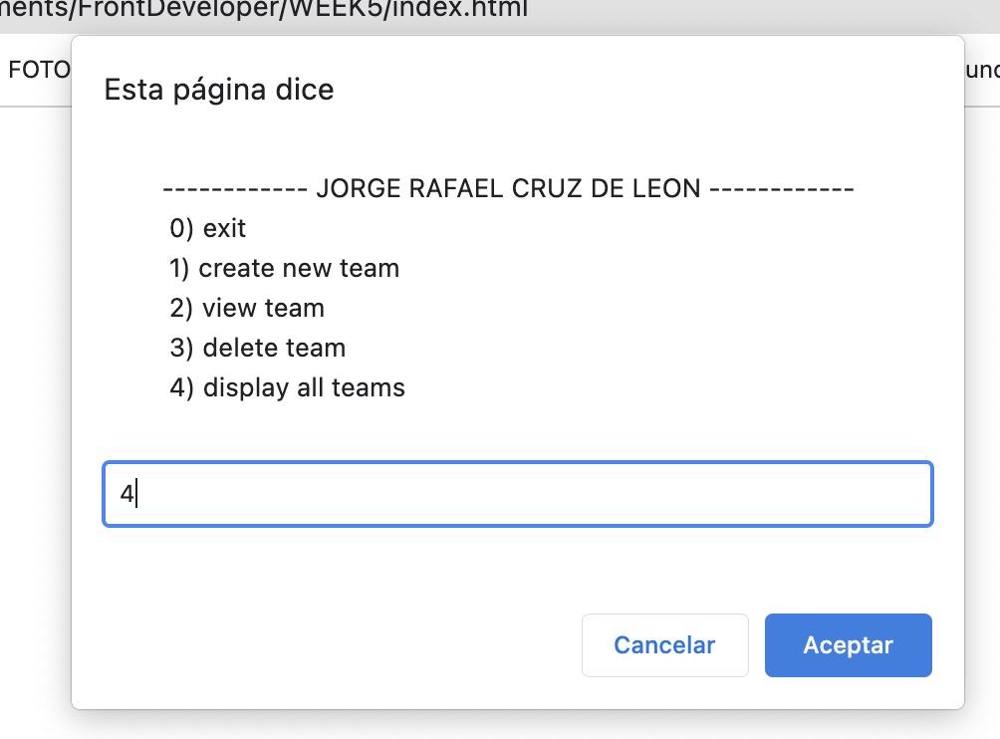 ments/FrontDeveloper/WEEK5/index.html
FOTO
Esta página dice
------------ JORGE RAFAEL CRUZ DE LEON ------------
0) exit
1) create new team
2) view team
3) delete team
4) display all teams
4
Cancelar
Aceptar